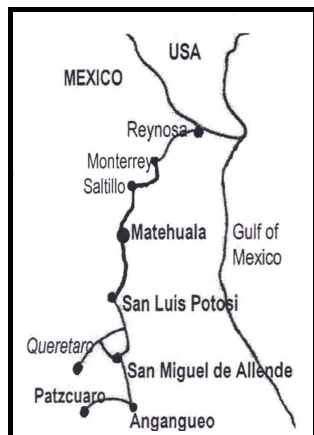 USA
MEXICO
Reynosa
Monterrey
Saltillo
Matehuala
Gulf of
Mexico
San Luis Potosi
Queretaro
San Miguel de Allende
Patzcuaro
Angangueo